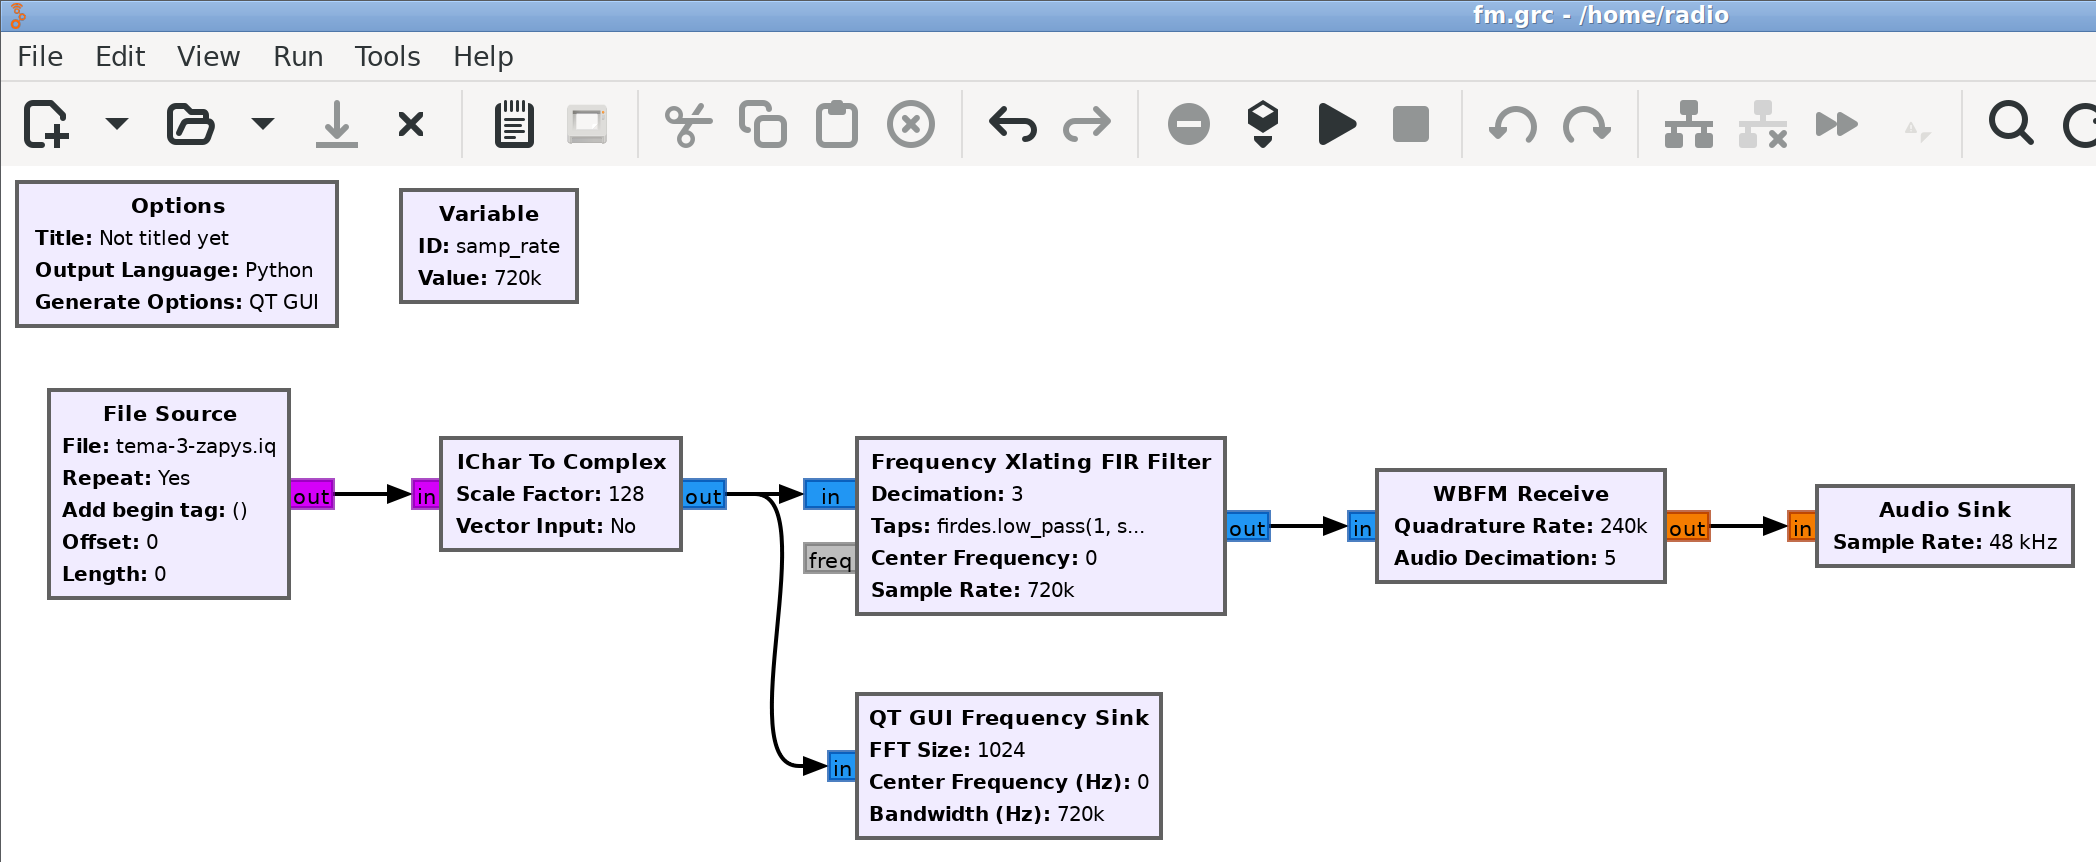 fm.grc - /home/radio
File Edit View Run Tools Help
Options
Title: Not titled yet
Output Language: Python
Generate Options: QT GUI
Variable
ID: samp_rate
Value: 720k
File Source
File: tema-3-zapys.iq
Repeat: Yes
Add begin tag: ()
Offset: 0
Length: 0
out
in
IChar To Complex
Scale Factor: 128
Vector Input: No
out
in
freq
Frequency Xlating FIR Filter
Decimation: 3
Taps: firdes.low_pass(1, s...
Center Frequency: 0
Sample Rate: 720k
out
in
WBFM Receive
Quadrature Rate: 240k
Audio Decimation: 5
out
in
Audio Sink
Sample Rate: 48 kHz
in
QT GUI Frequency Sink
FFT Size: 1024
Center Frequency (Hz): 0
Bandwidth (Hz): 720k